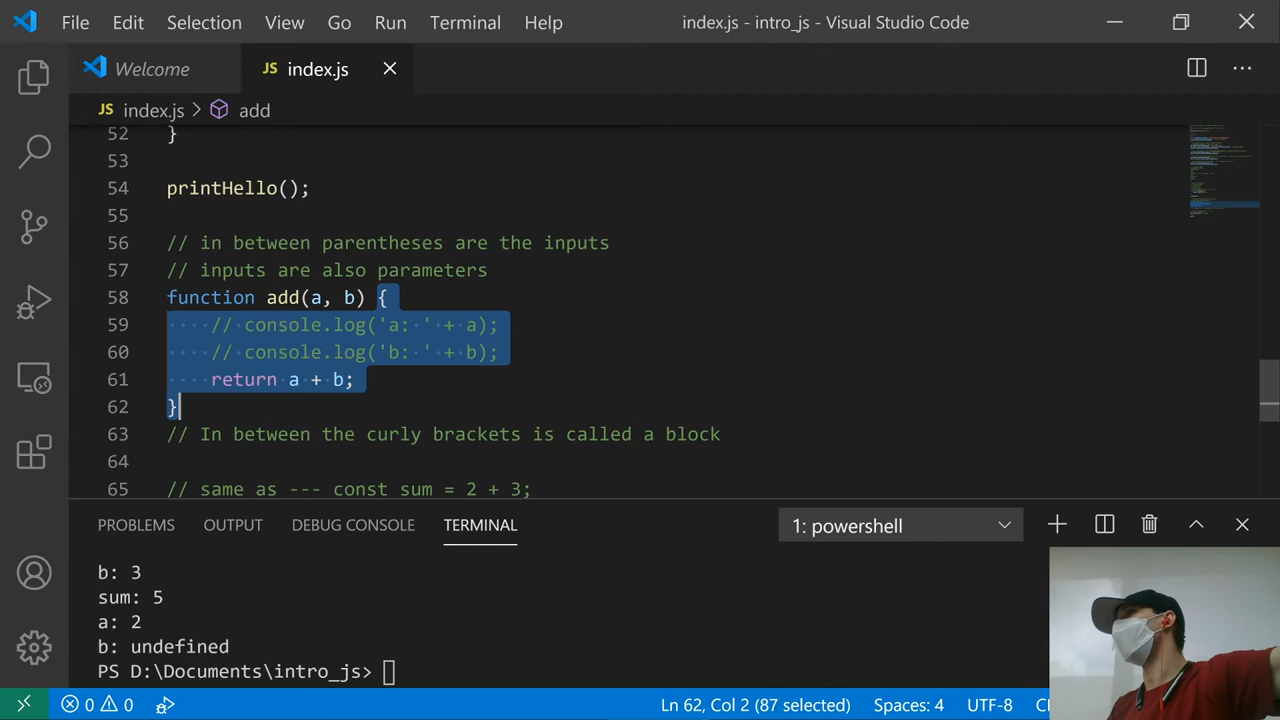 File Edit Selection View Go Run Terminal Help index.js - intro_js - Visual Studio Code
Welcome JS index.js
JS index.js > add
52 }
53
54 printHello();
55
56 // in between parentheses are the inputs
57 // inputs are also parameters
58 function add(a, b) {
59 // console.log('a: ' + a);
60 // console.log('b: ' + b);
61 return a + b;
62 }
63 // In between the curly brackets is called a block
64
65 // same as --- const sum = 2 + 3;
PROBLEMS OUTPUT DEBUG CONSOLE TERMINAL 1: powershell
b: 3
sum: 5
a: 2
b: undefined
PS D:\Documents\intro_js>
0 0 Ln 62, Col 2 (87 selected) Spaces: 4 UTF-8